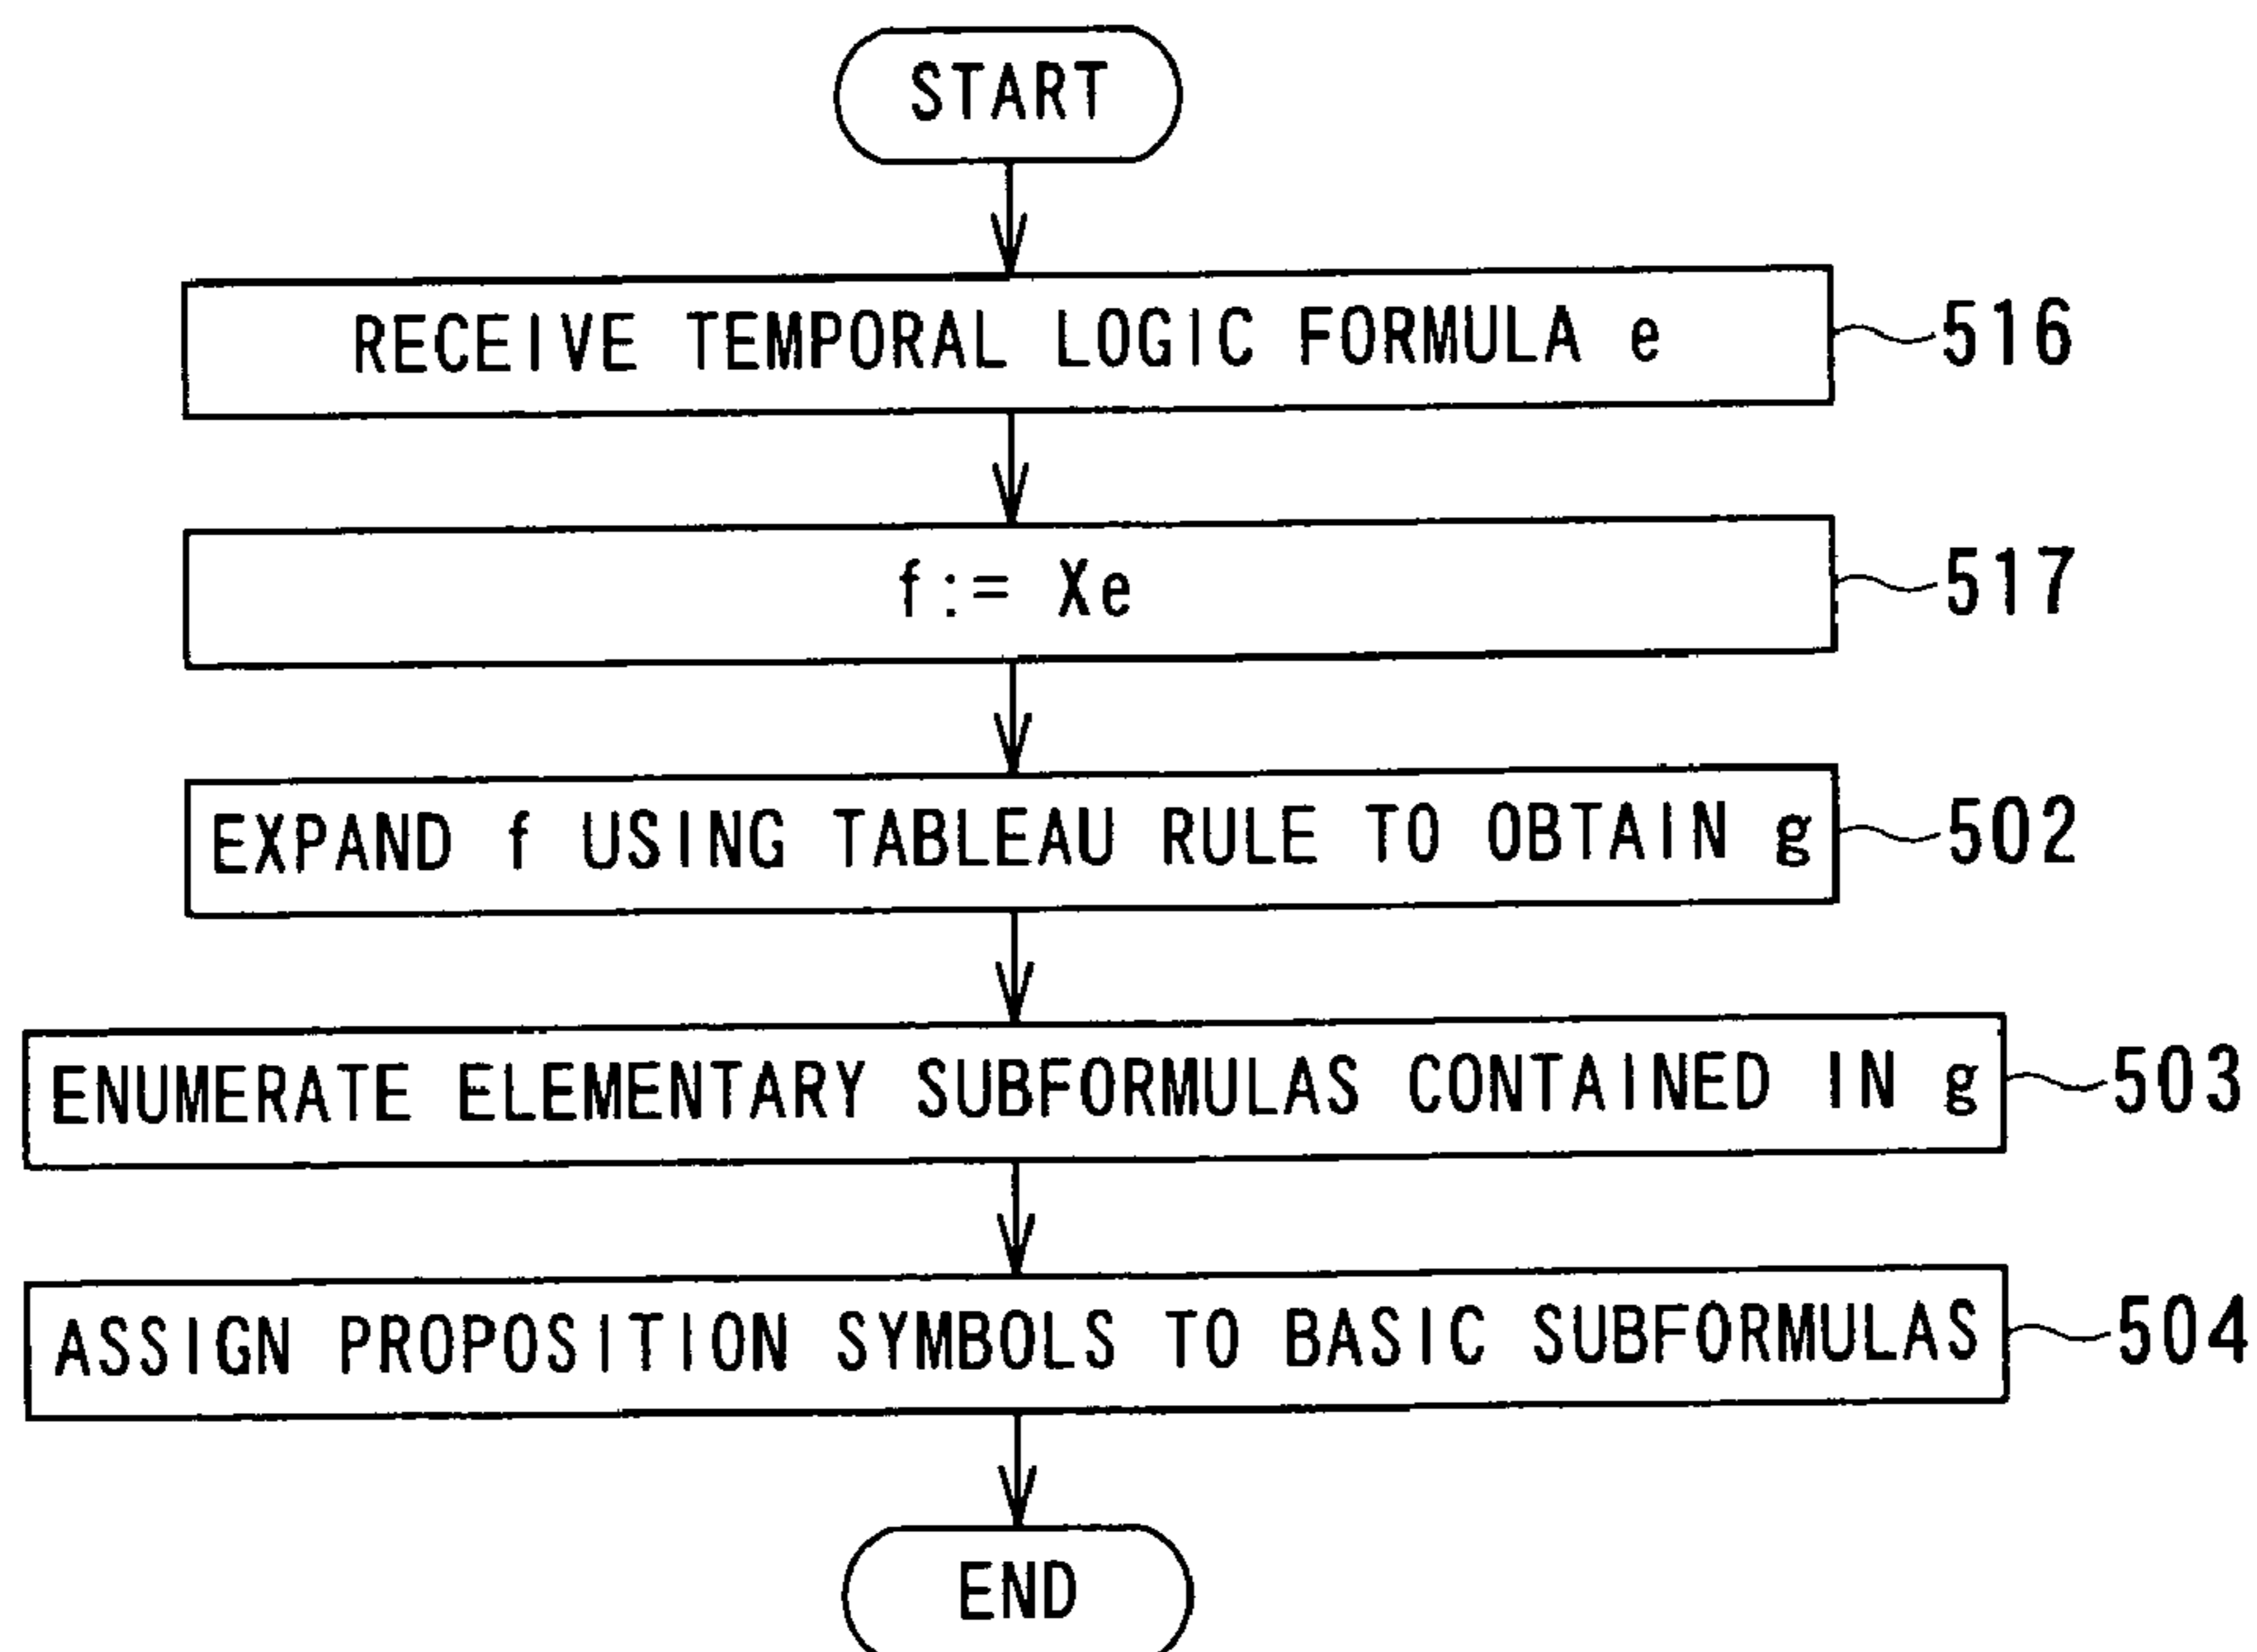 START
RECEIVE TEMPORAL LOGIC FORMULA e
516
f:= Xe
517
EXPAND f USING TABLEAU RULE TO OBTAIN g
502
ENUMERATE ELEMENTARY SUBFORMULAS CONTAINED IN g
503
ASSIGN PROPOSITION SYMBOLS TO BASIC SUBFORMULAS
504
END